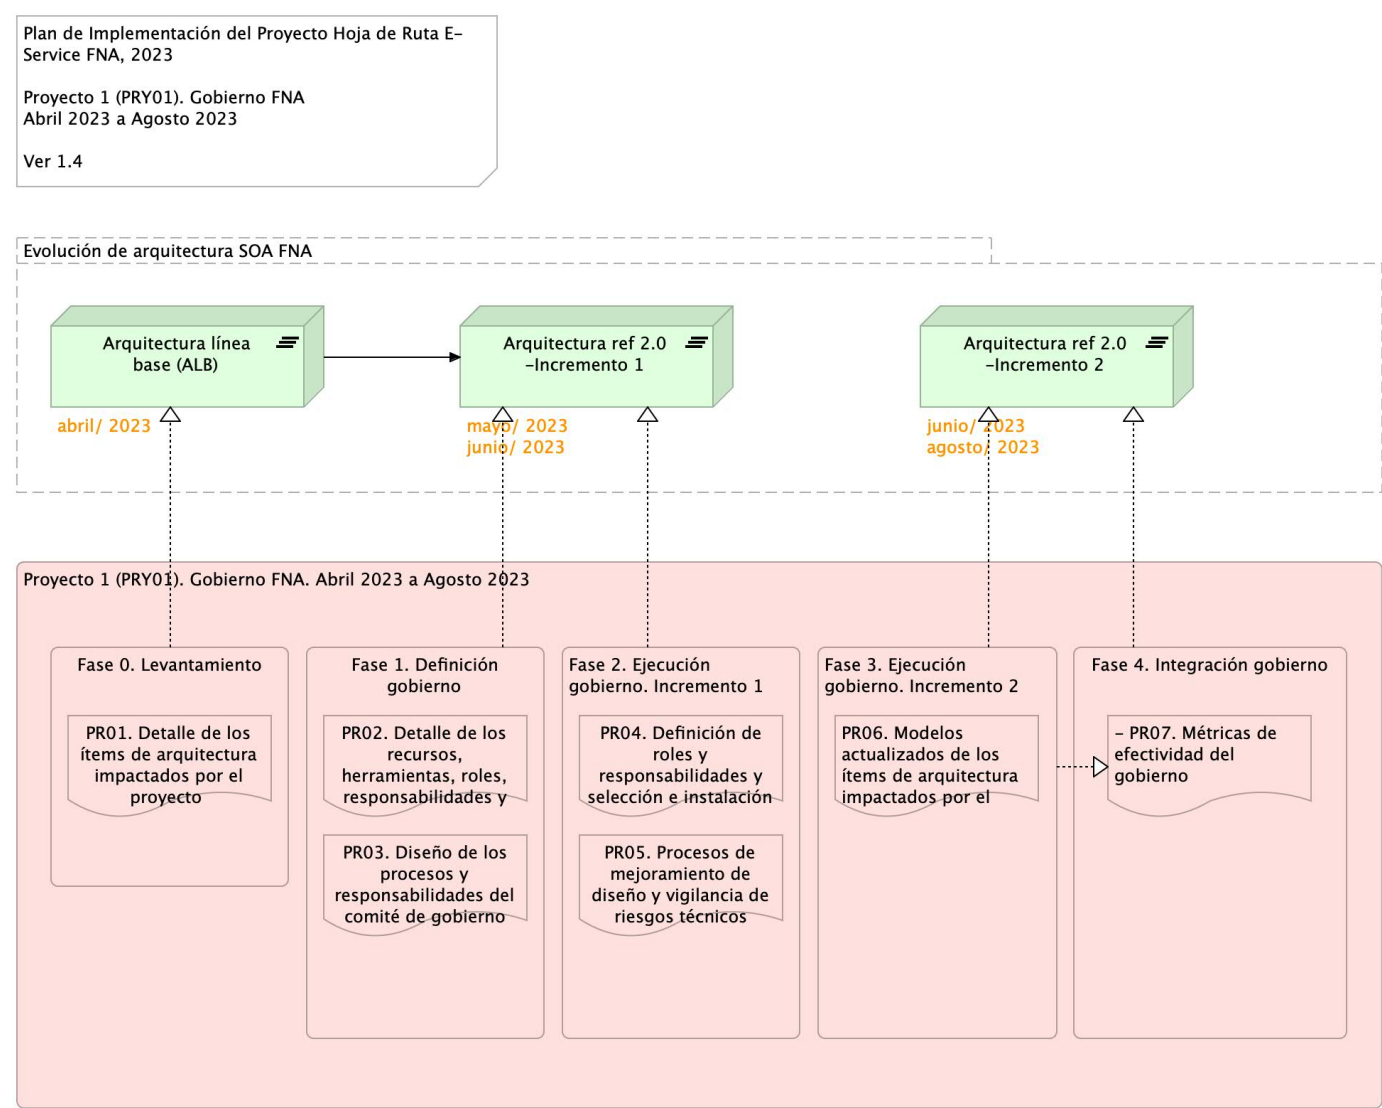 Plan de Implementación del Proyecto Hoja de Ruta E-
Service FNA, 2023
Proyecto 1 (PRY01). Gobierno FNA
Abril 2023 a Agosto 2023
Ver 1.4
Evolución de arquitectura SOA FNA
Arquitectura línea
base (ALB)
abril/ 2023
Arquitectura ref 2.0
-Incremento 1
mayo/ 2023
junio/ 2023
Arquitectura ref 2.0
-Incremento 2
junio/ 2023
agosto/ 2023
Proyecto 1 (PRY01). Gobierno FNA. Abril 2023 a Agosto 2023
Fase 0. Levantamiento
PR01. Detalle de los
ítems de arquitectura
impactados por el
proyecto
Fase 1. Definición
gobierno
PR02. Detalle de los
recursos,
herramientas, roles,
responsabilidades y
PR03. Diseño de los
procesos y
responsabilidades del
comité de gobierno
Fase 2. Ejecución
gobierno. Incremento 1
PR04. Definición de
roles y
responsabilidades y
selección e instalación
PR05. Procesos de
mejoramiento de
diseño y vigilancia de
riesgos técnicos
Fase 3. Ejecución
gobierno. Incremento 2
PR06. Modelos
actualizados de los
ítems de arquitectura
impactados por el
Fase 4. Integración gobierno
- PR07. Métricas de
efectividad del
gobierno